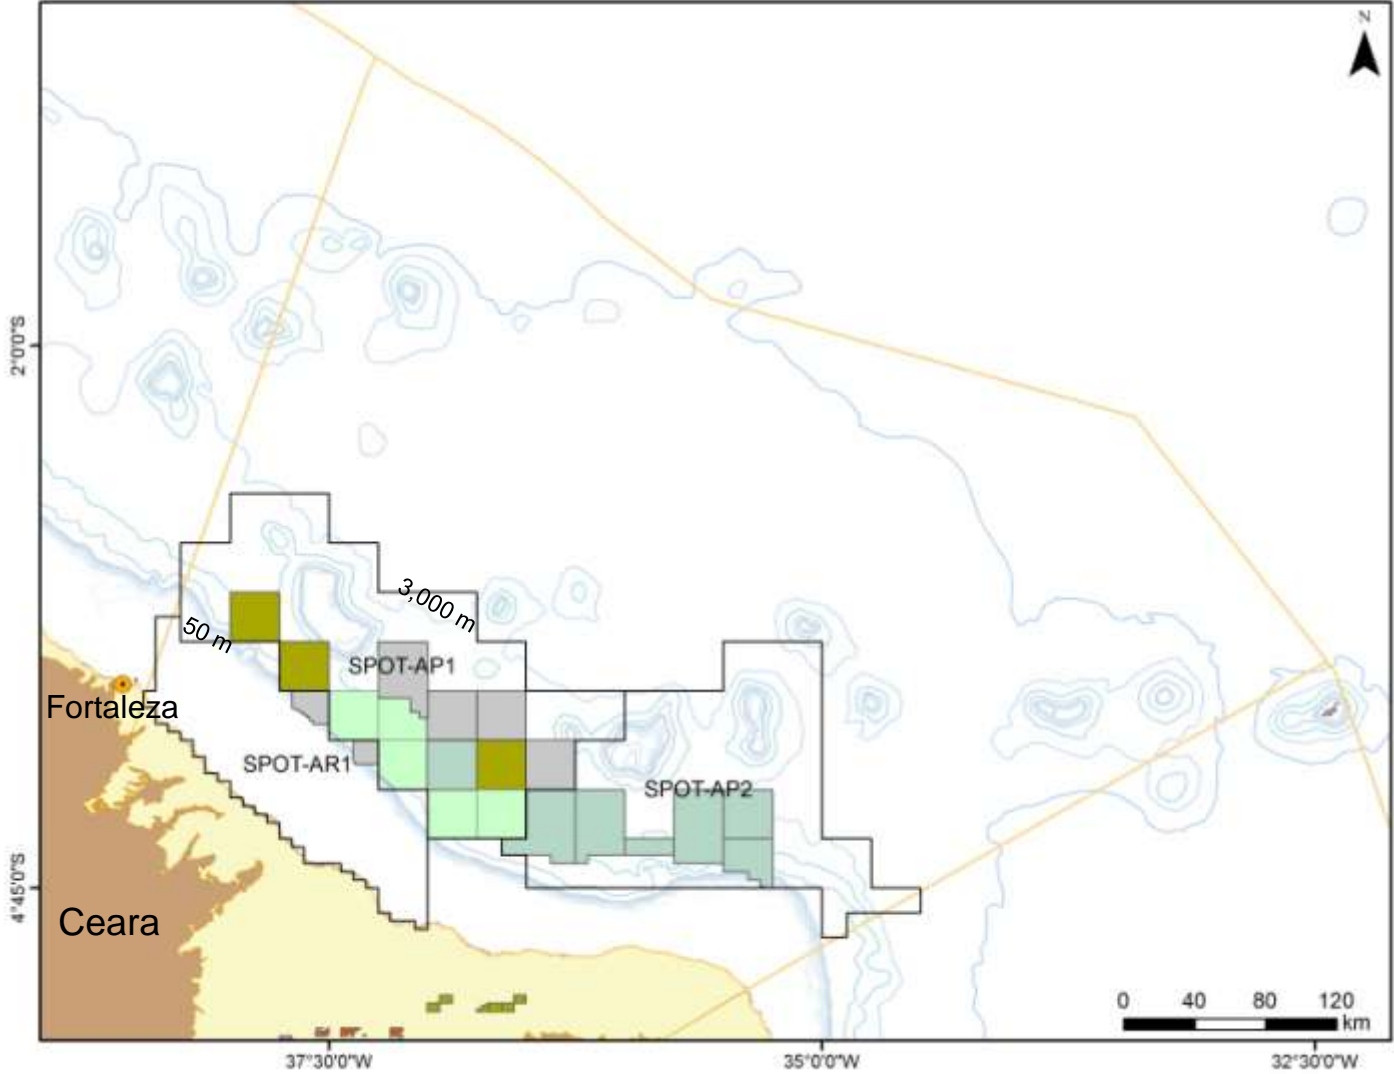 N
2°0'0"S
3,000 m
50 m
SPOT-AP1
Fortaleza
SPOT-AR1
SPOT-AP2
4°45'0"S
Ceara
0 40 80 120
km
37°30'0"W 35°0'0"W 32°30'0"W